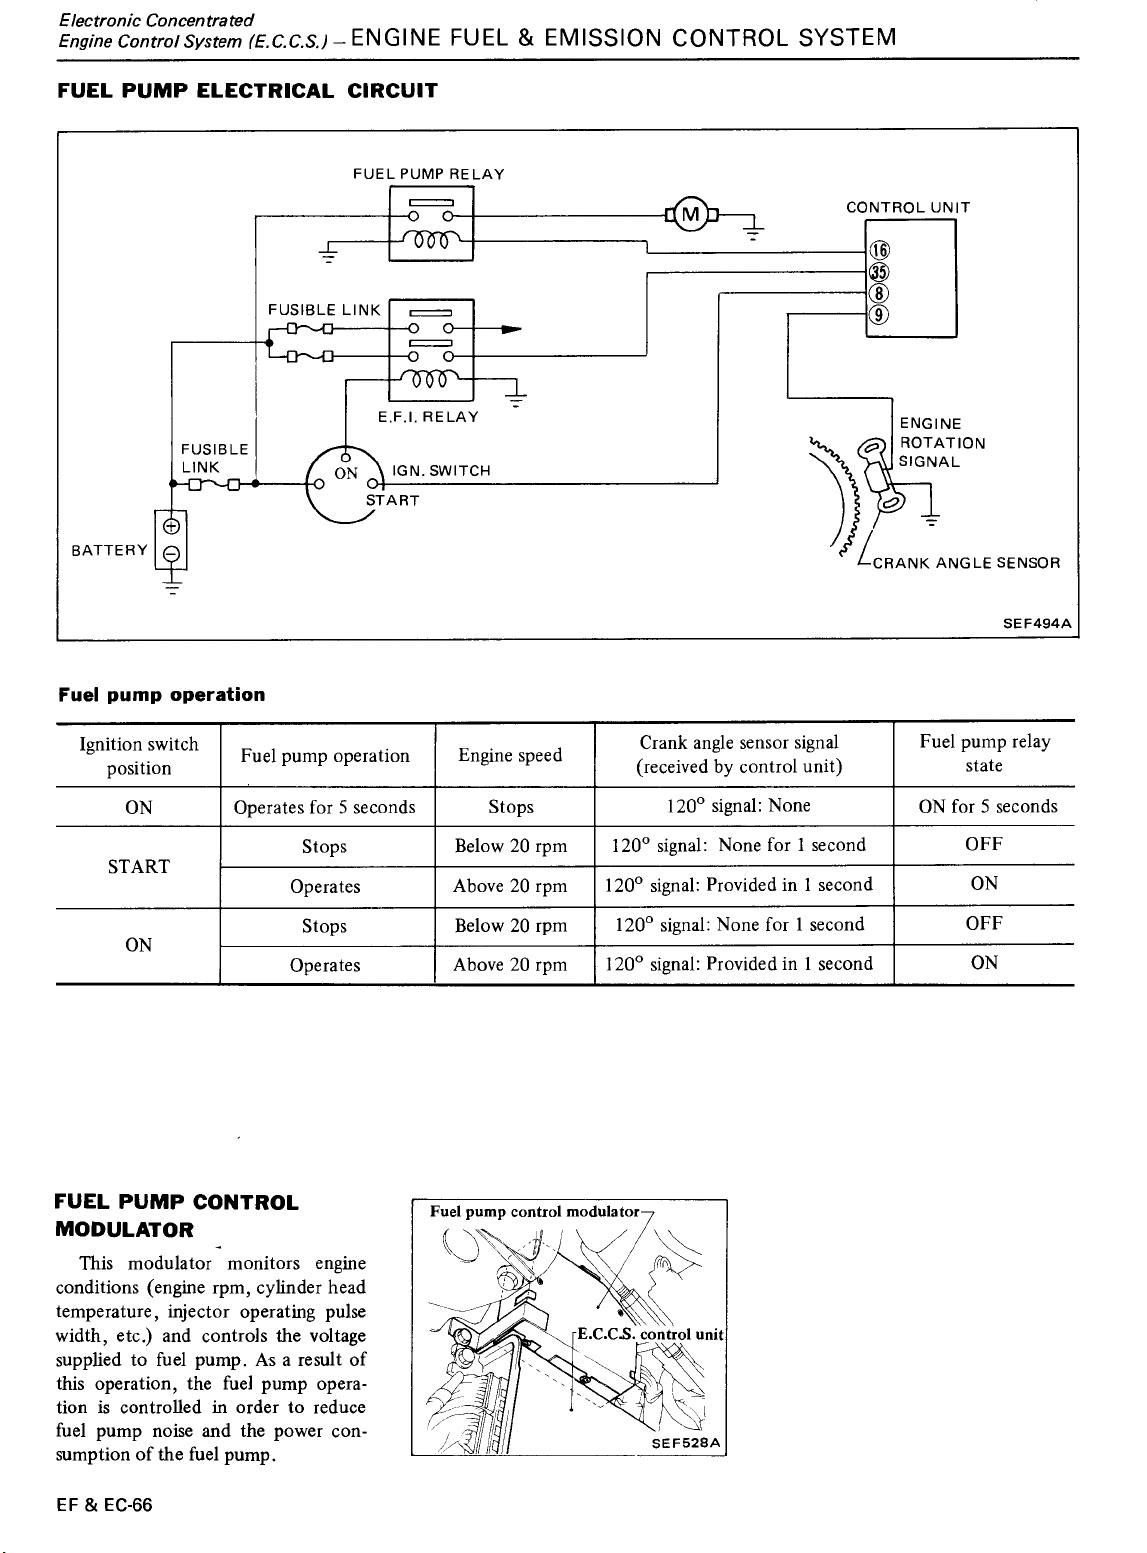 Electronic Concentrated
Engine Control System (E.C.C.S.) – ENGINE FUEL & EMISSION CONTROL SYSTEM
FUEL PUMP ELECTRICAL CIRCUIT
FUEL PUMP RELAY
M
CONTROL UNIT
16
35
8
9
FUSIBLE LINK
E.F.I. RELAY
FUSIBLE
LINK
ON
IGN. SWITCH
START
BATTERY
+
−
ENGINE
ROTATION
SIGNAL
CRANK ANGLE SENSOR
SEF494A
Fuel pump operation
Ignition switch position | Fuel pump operation | Engine speed | Crank angle sensor signal (received by control unit) | Fuel pump relay state
ON | Operates for 5 seconds | Stops | 120° signal: None | ON for 5 seconds
START | Stops | Below 20 rpm | 120° signal: None for 1 second | OFF
Operates | Above 20 rpm | 120° signal: Provided in 1 second | ON
ON | Stops | Below 20 rpm | 120° signal: None for 1 second | OFF
Operates | Above 20 rpm | 120° signal: Provided in 1 second | ON
FUEL PUMP CONTROL
MODULATOR
This modulator monitors engine
conditions (engine rpm, cylinder head
temperature, injector operating pulse
width, etc.) and controls the voltage
supplied to fuel pump. As a result of
this operation, the fuel pump opera-
tion is controlled in order to reduce
fuel pump noise and the power con-
sumption of the fuel pump.
Fuel pump control modulator
E.C.C.S. control unit
SEF528A
EF & EC-66